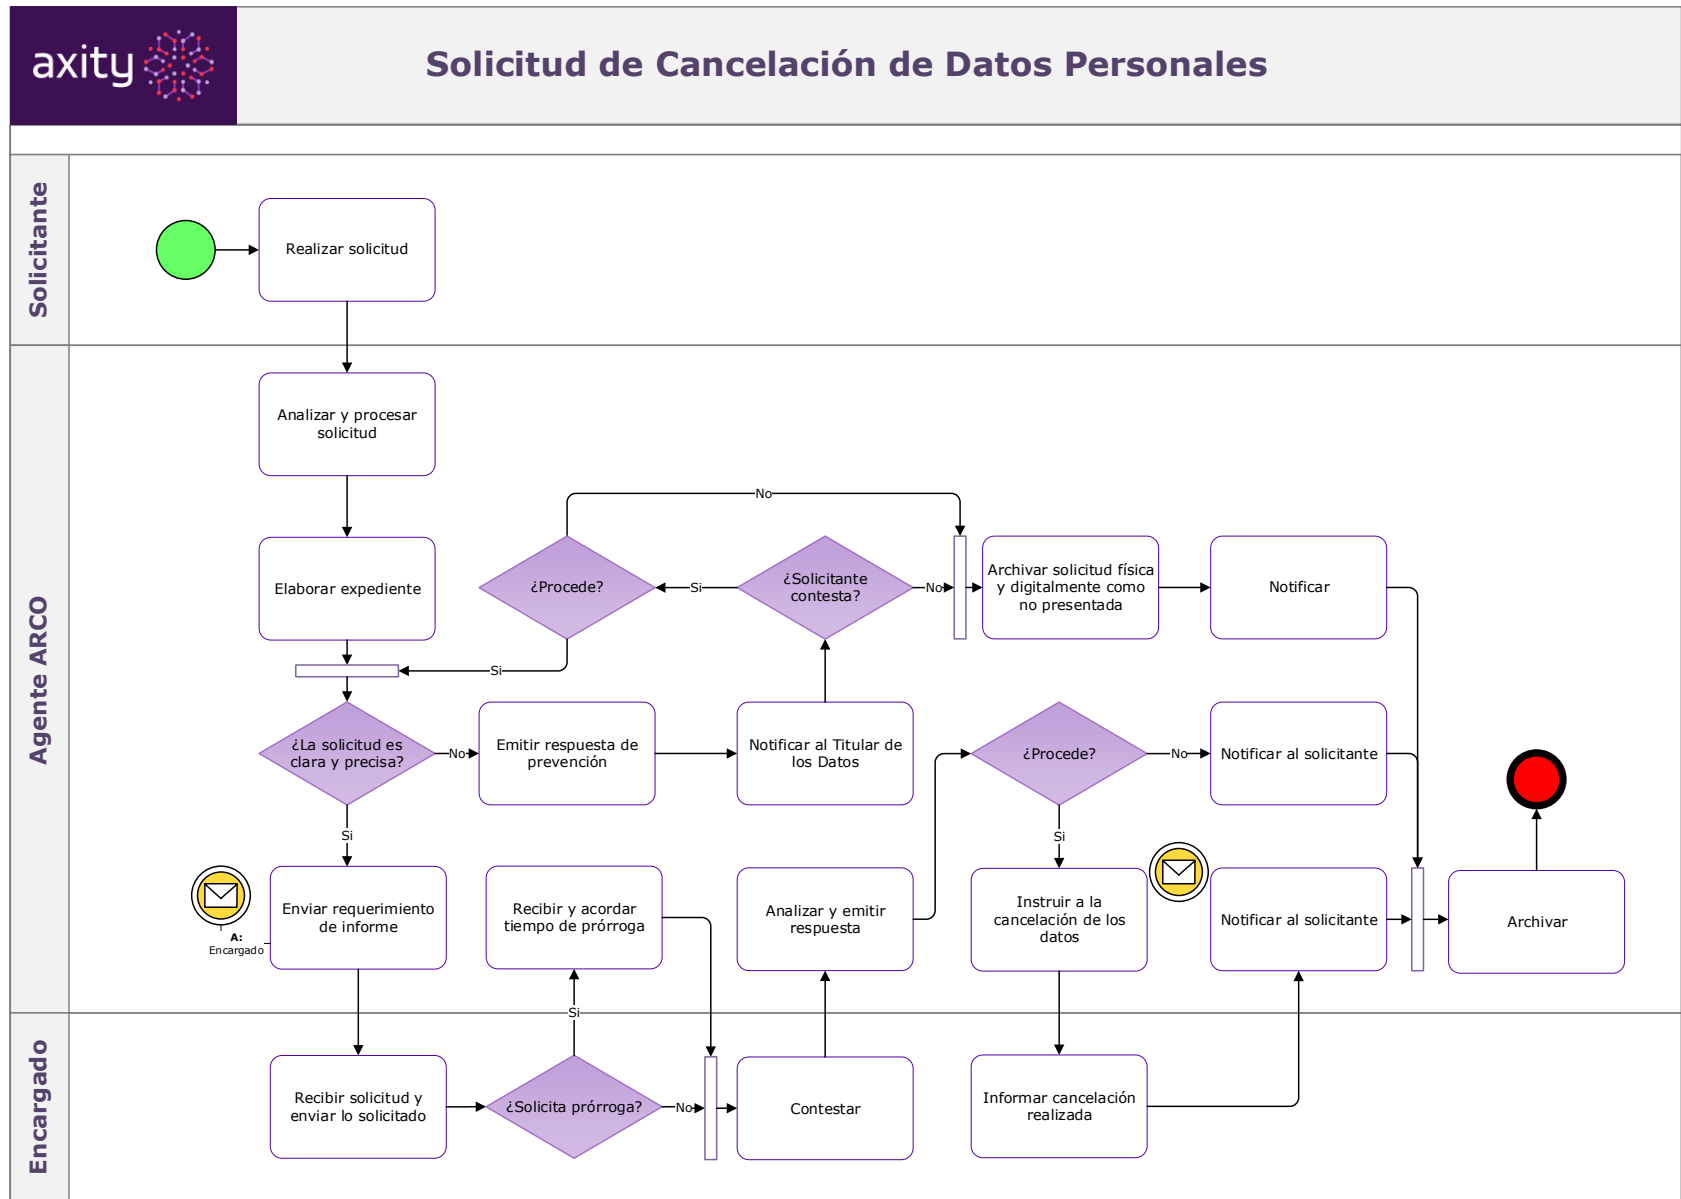 axity
Solicitud de Cancelación de Datos Personales
Solicitante
Realizar solicitud
Agente ARCO
Analizar y procesar
solicitud
No
Elaborar expediente
¿Procede?
Si
¿Solicitante
contesta?
No
Archivar solicitud física
y digitalmente como
no presentada
Notificar
Si
¿La solicitud es
clara y precisa?
No
Emitir respuesta de
prevención
Notificar al Titular de
los Datos
¿Procede?
No
Notificar al solicitante
Si
Si
A:
Encargado
Enviar requerimiento
de informe
Recibir y acordar
tiempo de prórroga
Analizar y emitir
respuesta
Instruir a la
cancelación de los
datos
Notificar al solicitante
Archivar
Si
Encargado
Recibir solicitud y
enviar lo solicitado
¿Solicita prórroga?
No
Contestar
Informar cancelación
realizada